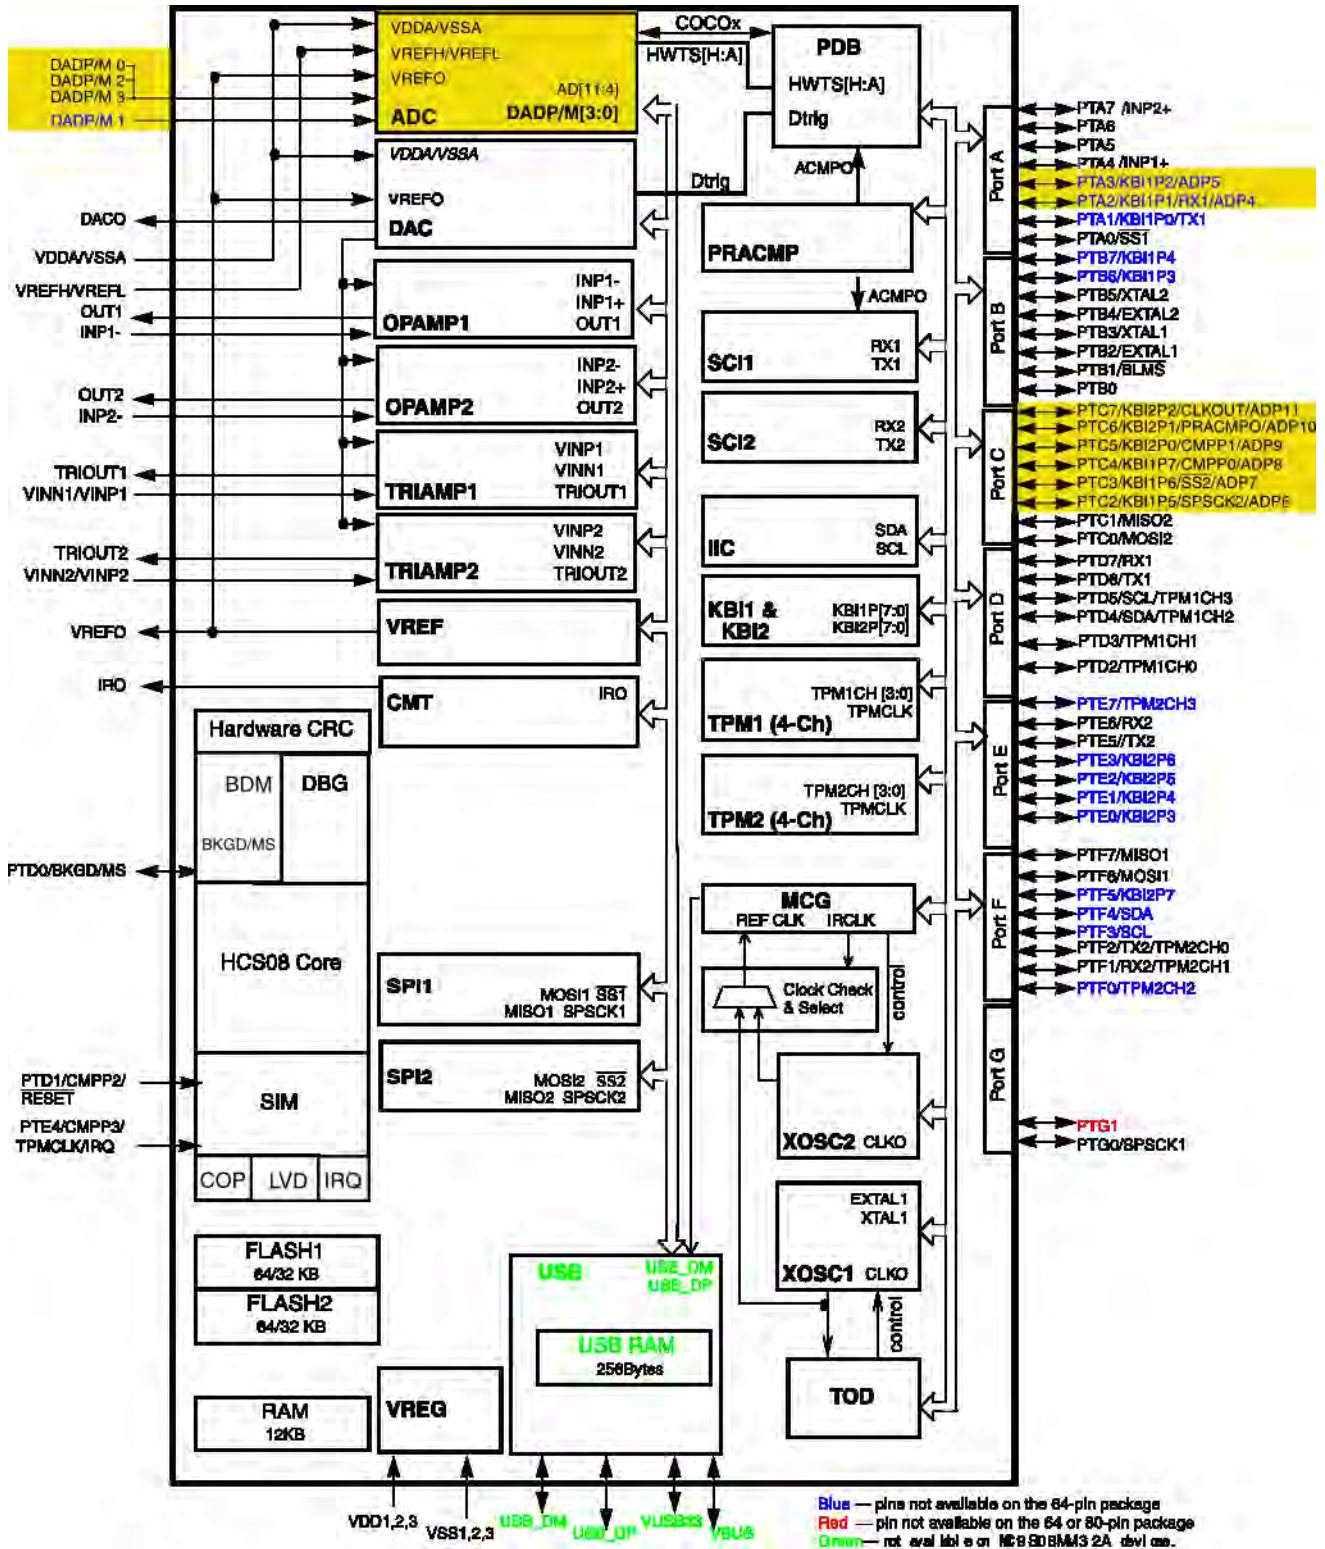 VDDA/VSSA
VREFH/VREFL
VREFO
AD[11:4]
ADC
DADP/M[3:0]
DADP/M 0
DADP/M 2
DADP/M 3
DADP/M 1
COCOx
HWTS[H:A]
PDB
HWTS[H:A]
Dtrig
ACMPO
VDDA/VSSA
VREFO
DAC
Dtrig
PRACMP
ACMPO
DACO
VDDA/VSSA
VREFH/VREFL
OUT1
INP1-
INP1-
INP1+
OUT1
OPAMP1
OUT2
INP2-
INP2-
INP2+
OUT2
OPAMP2
TRIOUT1
VINN1/VINP1
VINP1
VINN1
TRIOUT1
TRIAMP1
TRIOUT2
VINN2/VINP2
VINP2
VINN2
TRIOUT2
TRIAMP2
VREFO
VREF
IRO
CMT
IRO
RX1
TX1
SCI1
RX2
TX2
SCI2
SDA
SCL
IIC
KBI1 &
KBI2
KBI1P[7:0]
KBI2P[7:0]
TPM1CH [3:0]
TPMCLK
TPM1 (4-Ch)
TPM2CH [3:0]
TPMCLK
TPM2 (4-Ch)
Hardware CRC
BDM
DBG
BKGD/MS
PTD0/BKGD/MS
HCS08 Core
PTD1/CMPP2/
RESET
SIM
PTE4/CMPP3/
TPMCLK/IRQ
COP
LVD
IRQ
SPI1
MOSI1 SS1
MISO1 SPSCK1
SPI2
MOSI2 SS2
MISO2 SPSCK2
MCG
REF CLK IRCLK
Clock Check
& Select
control
XOSC2 CLKO
EXTAL1
XTAL1
XOSC1 CLKO
control
TOD
FLASH1
64/32 KB
FLASH2
64/32 KB
RAM
12KB
VREG
USB
USB_DM
USB_DP
USB RAM
256Bytes
VDD1,2,3
VSS1,2,3
USB_DM
USB_DP
VUSB33
VBUS
Port A
PTA7 /INP2+
PTA6
PTA5
PTA4 /INP1+
PTA3/KBI1P2/ADP5
PTA2/KBI1P1/RX1/ADP4
PTA1/KBI1P0/TX1
PTA0/SS1
Port B
PTB7/KBI1P4
PTB6/KBI1P3
PTB5/XTAL2
PTB4/EXTAL2
PTB3/XTAL1
PTB2/EXTAL1
PTB1/BLMS
PTB0
Port C
PTC7/KBI2P2/CLKOUT/ADP11
PTC6/KBI2P1/PRACMPO/ADP10
PTC5/KBI2P0/CMPP1/ADP9
PTC4/KBI1P7/CMPP0/ADP8
PTC3/KBI1P6/SS2/ADP7
PTC2/KBI1P5/SPSCK2/ADP6
PTC1/MISO2
PTC0/MOSI2
Port D
PTD7/RX1
PTD6/TX1
PTD5/SCL/TPM1CH3
PTD4/SDA/TPM1CH2
PTD3/TPM1CH1
PTD2/TPM1CH0
Port E
PTE7/TPM2CH3
PTE6/RX2
PTE5//TX2
PTE3/KBI2P6
PTE2/KBI2P5
PTE1/KBI2P4
PTE0/KBI2P3
Port F
PTF7/MISO1
PTF6/MOSI1
PTF5/KBI2P7
PTF4/SDA
PTF3/SCL
PTF2/TX2/TPM2CH0
PTF1/RX2/TPM2CH1
PTF0/TPM2CH2
Port G
PTG1
PTG0/SPSCK1
Blue — pins not available on the 64-pin package
Red — pin not available on the 64 or 80-pin package
Green — not available on MC9S08MM32A devices.